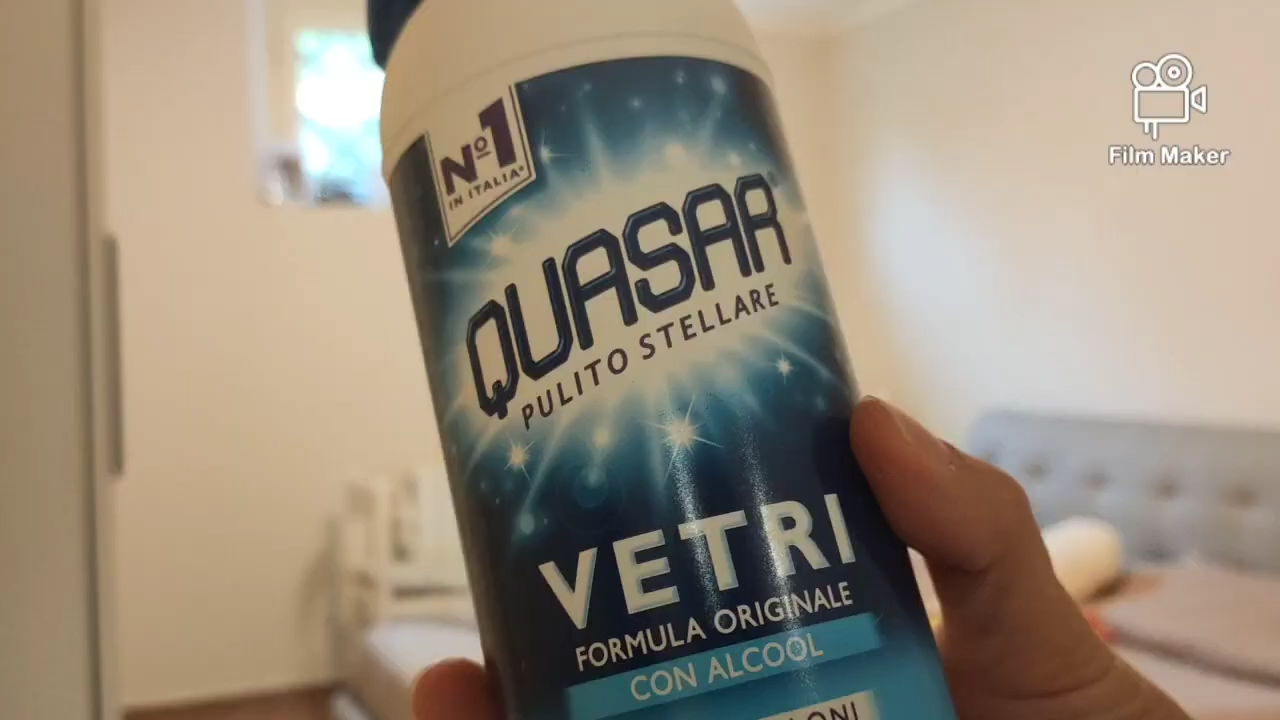 Film Maker
Nº1
IN ITALIA*
QUASAR®
PULITO STELLARE
VETRI
FORMULA ORIGINALE
CON ALCOOL